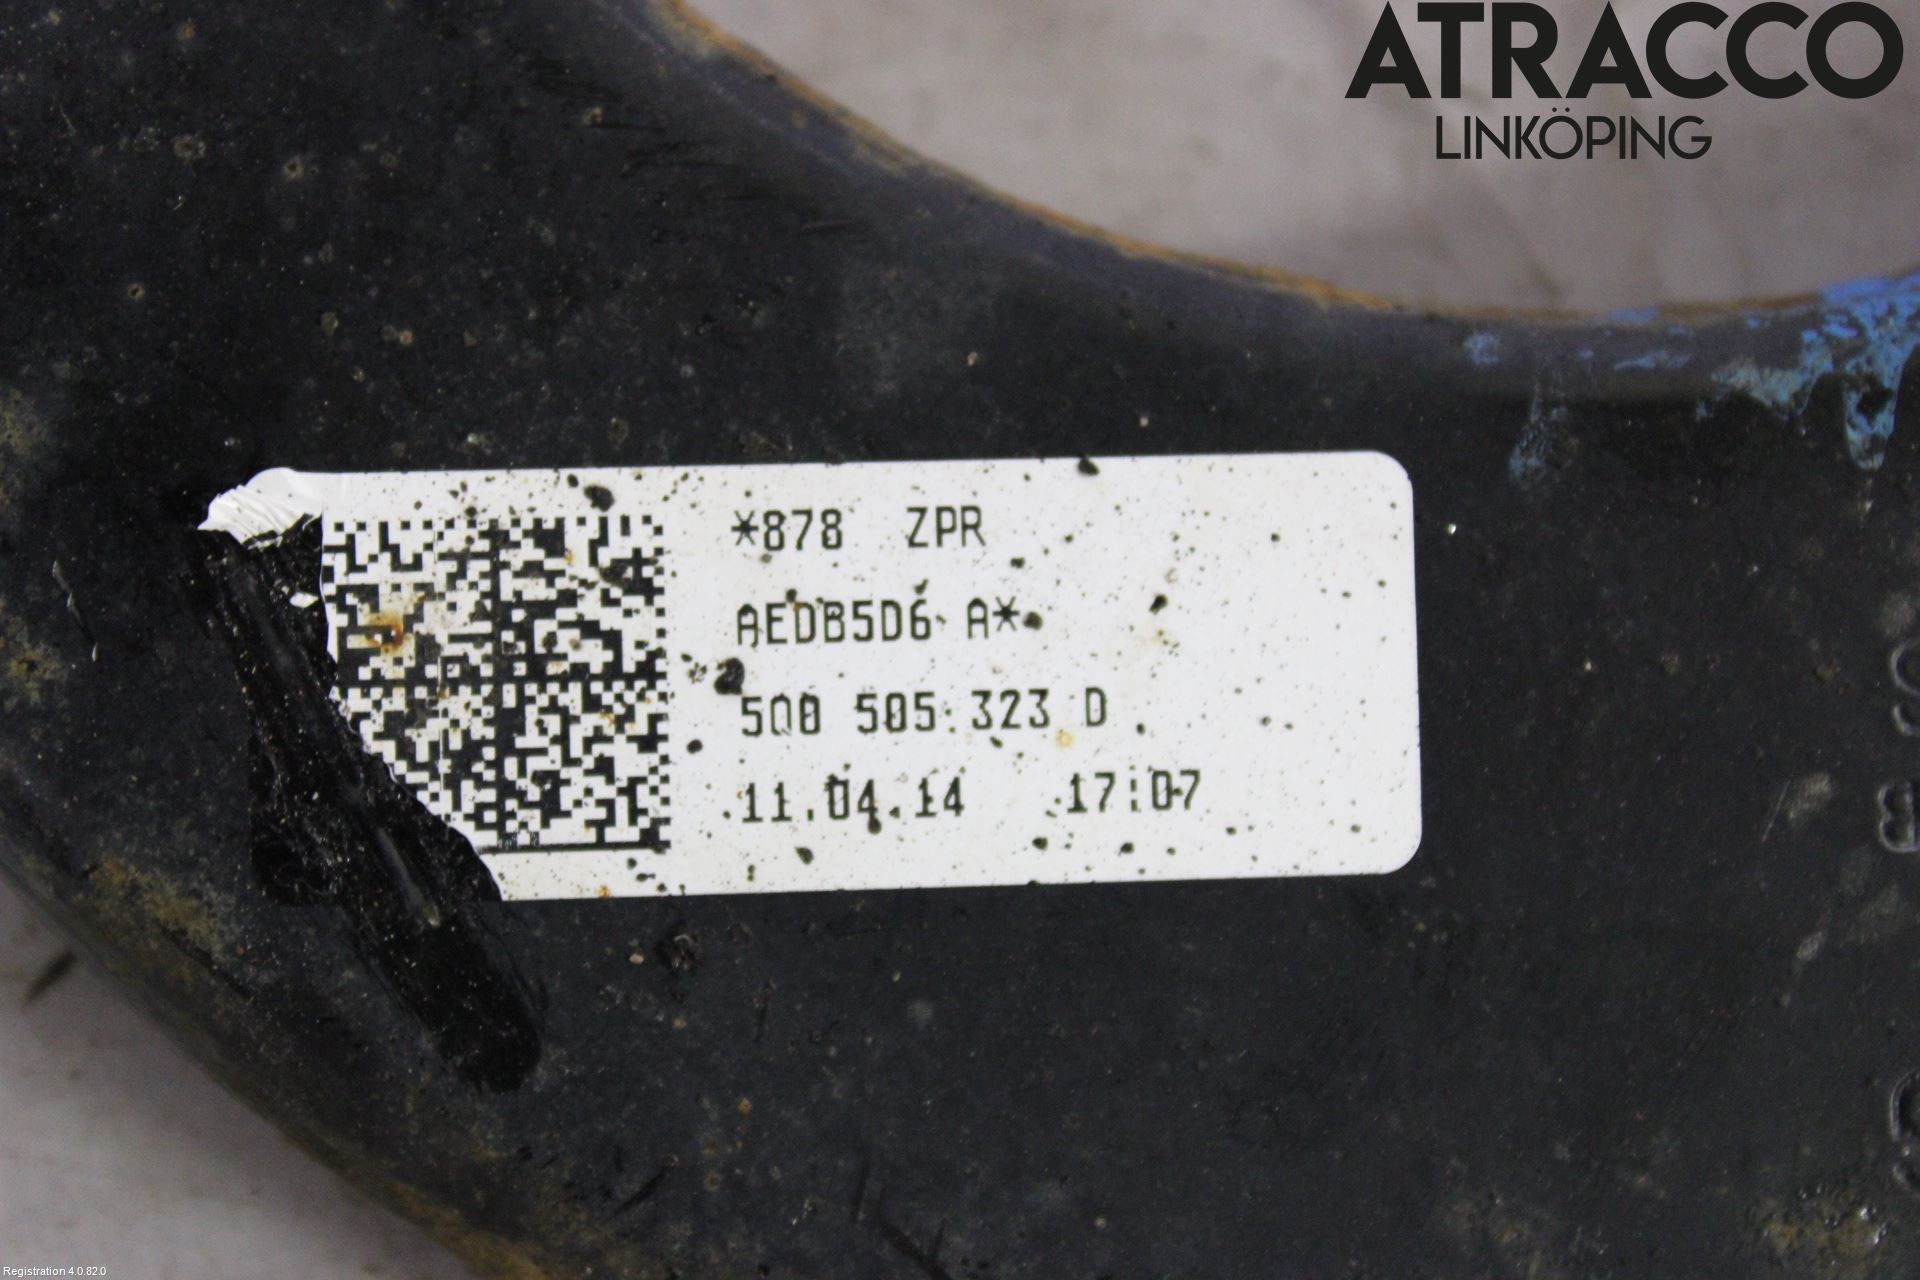 ATRACCO
LINKÖPING
*878 ZPR
AEDB5D6 A*
5Q0 505 323 D
11.04.14 17:07
Registration 4.0.82.0